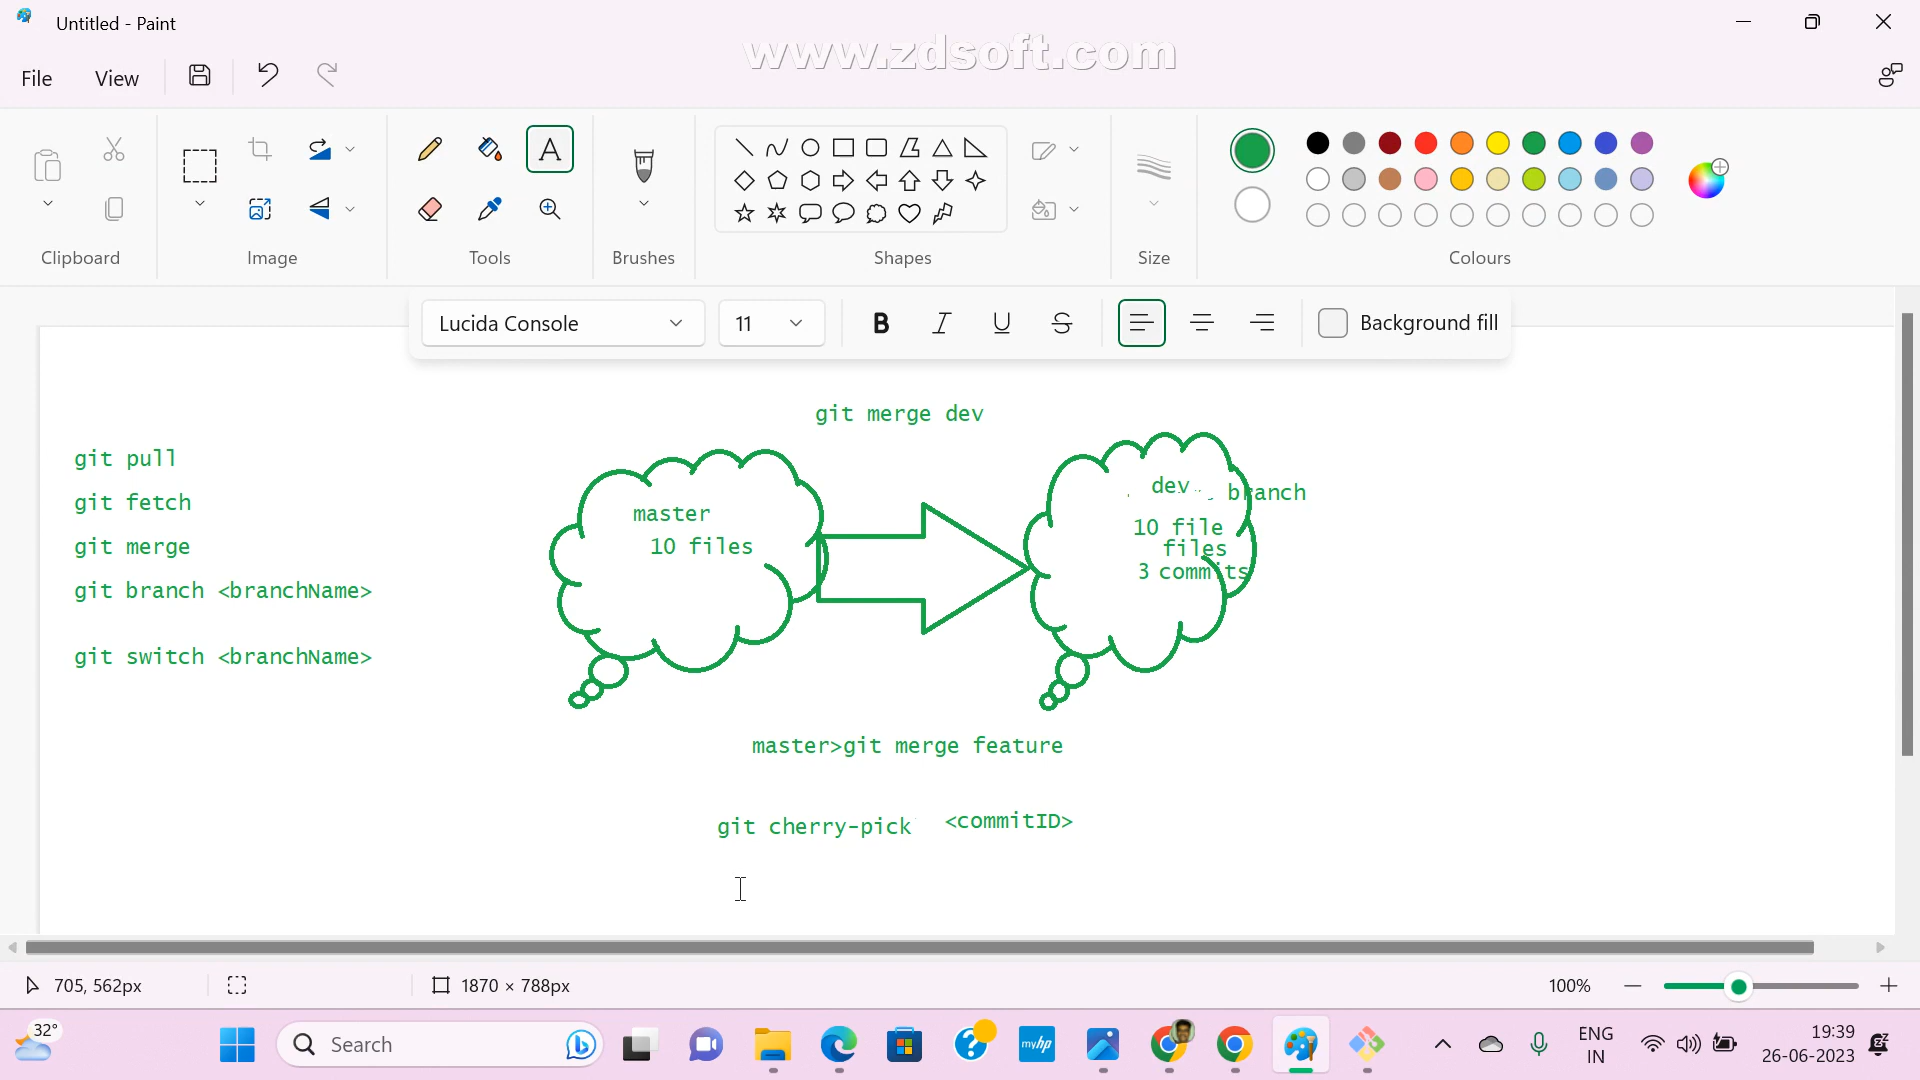 Untitled - Paint
www.zdsoft.com
File View
Clipboard
Image
Tools
Brushes
Shapes
Size
Colours
Lucida Console 11 B I U S Background fill
git merge dev
git pull
git fetch
git merge
git branch <branchName>
git switch <branchName>
master
10 files
dev branch
10 file
files
3 commits
master>git merge feature
git cherry-pick <commitID>
705, 562px
1870 × 788px
100%
32°
Search
myhp
ENG
IN
19:39
26-06-2023